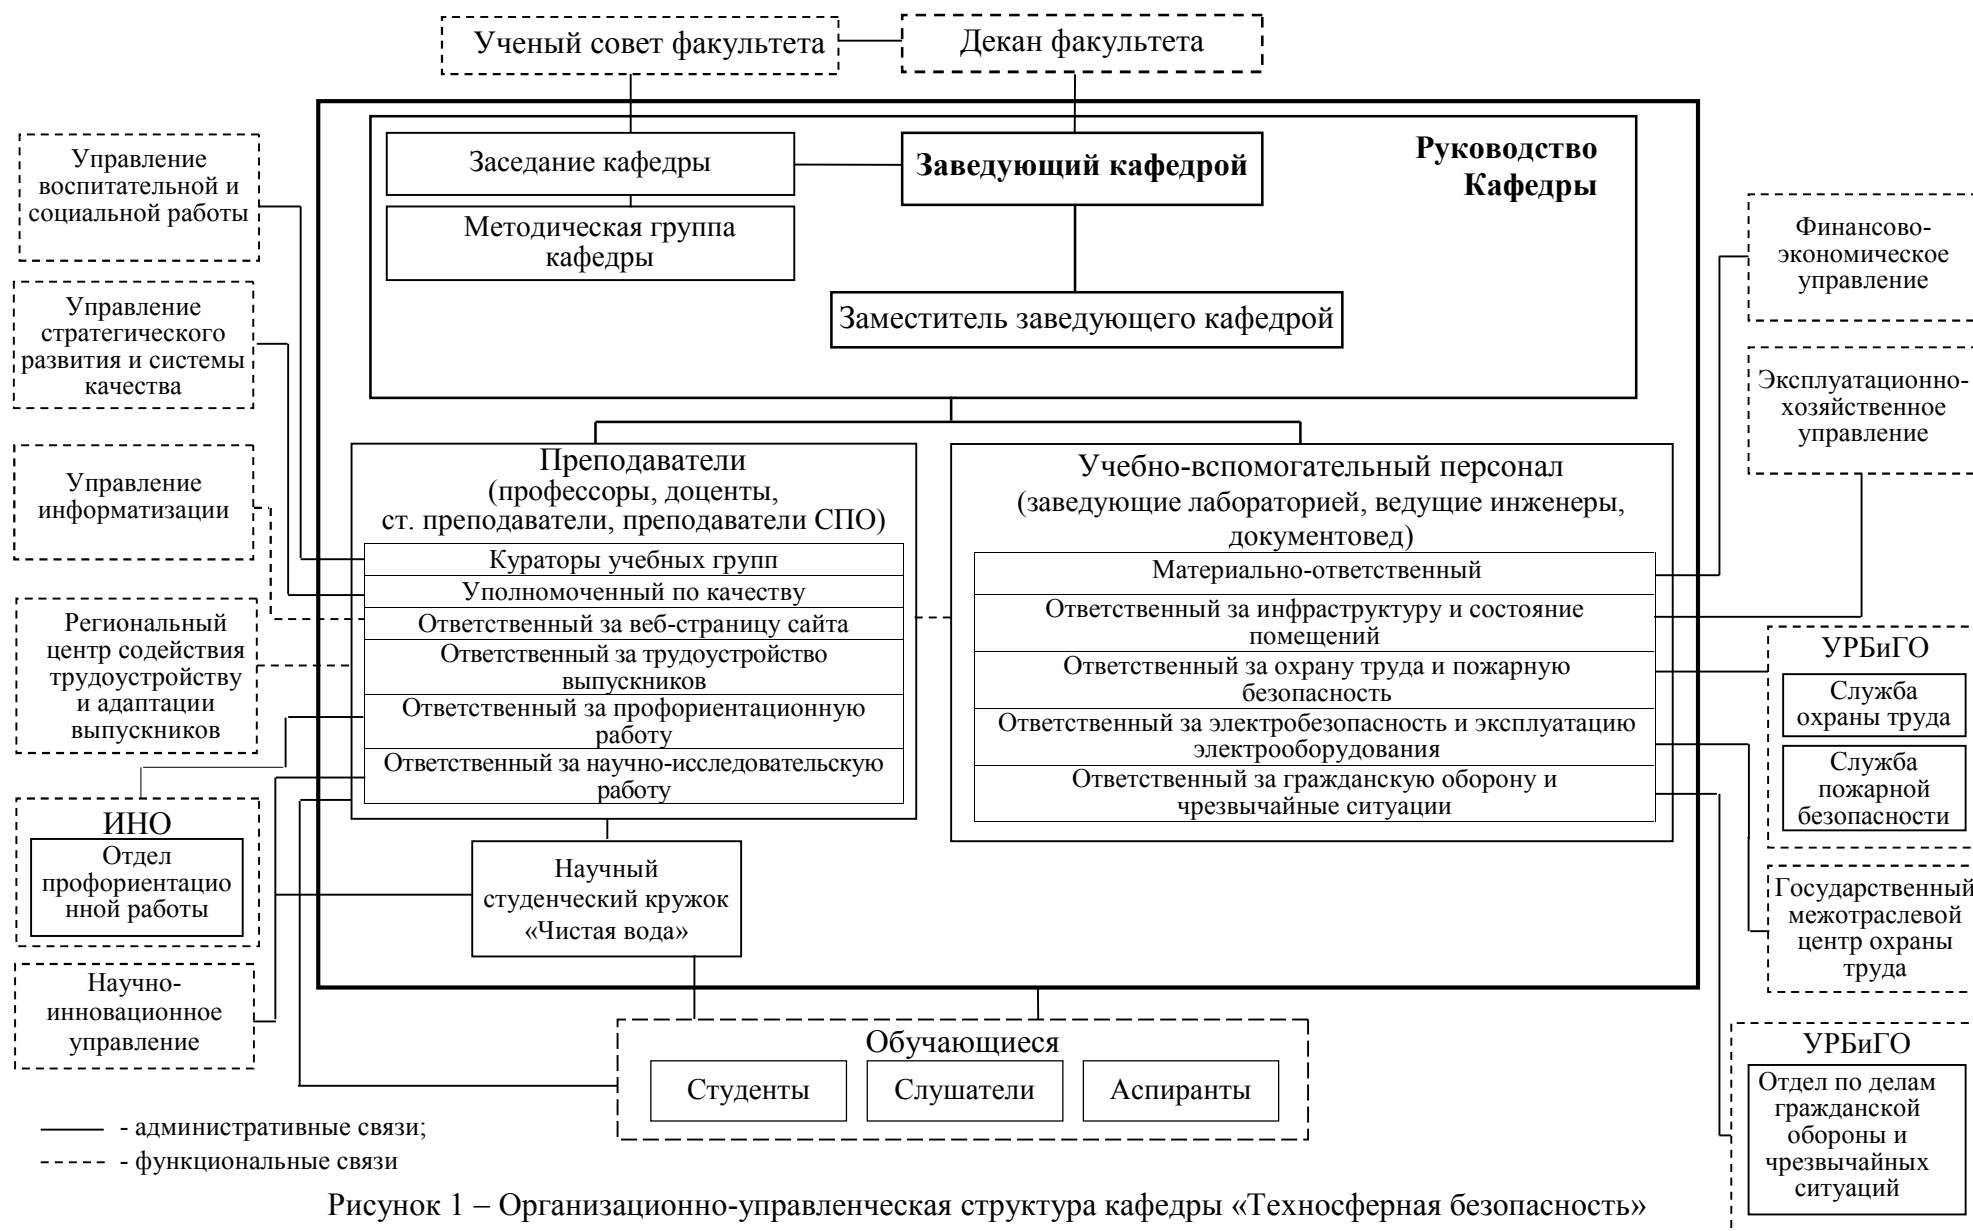 Ученый совет факультета
Декан факультета
Руководство
Кафедры
Заседание кафедры
Заведующий кафедрой
Методическая группа
кафедры
Заместитель заведующего кафедрой
Управление
воспитательной и
социальной работы
Управление
стратегического
развития и системы
качества
Управление
информатизации
Региональный
центр содействия
трудоустройству
и адаптации
выпускников
ИНО
Отдел
профориентацио
нной работы
Научно-
инновационное
управление
Преподаватели
(профессоры, доценты,
ст. преподаватели, преподаватели СПО)
Кураторы учебных групп
Уполномоченный по качеству
Ответственный за веб-страницу сайта
Ответственный за трудоустройство
выпускников
Ответственный за профориентационную
работу
Ответственный за научно-исследовательскую
работу
Учебно-вспомогательный персонал
(заведующие лабораторией, ведущие инженеры,
документовед)
Материально-ответственный
Ответственный за инфраструктуру и состояние
помещений
Ответственный за охрану труда и пожарную
безопасность
Ответственный за электробезопасность и эксплуатацию
электрооборудования
Ответственный за гражданскую оборону и
чрезвычайные ситуации
Финансово-
экономическое
управление
Эксплуатационно-
хозяйственное
управление
УРБиГО
Служба
охраны труда
Служба
пожарной
безопасности
Государственный
межотраслевой
центр охраны
труда
УРБиГО
Отдел по делам
гражданской
обороны и
чрезвычайных
ситуаций
Научный
студенческий кружок
«Чистая вода»
Обучающиеся
Студенты
Слушатели
Аспиранты
- административные связи;
- функциональные связи
Рисунок 1 – Организационно-управленческая структура кафедры «Техносферная безопасность»